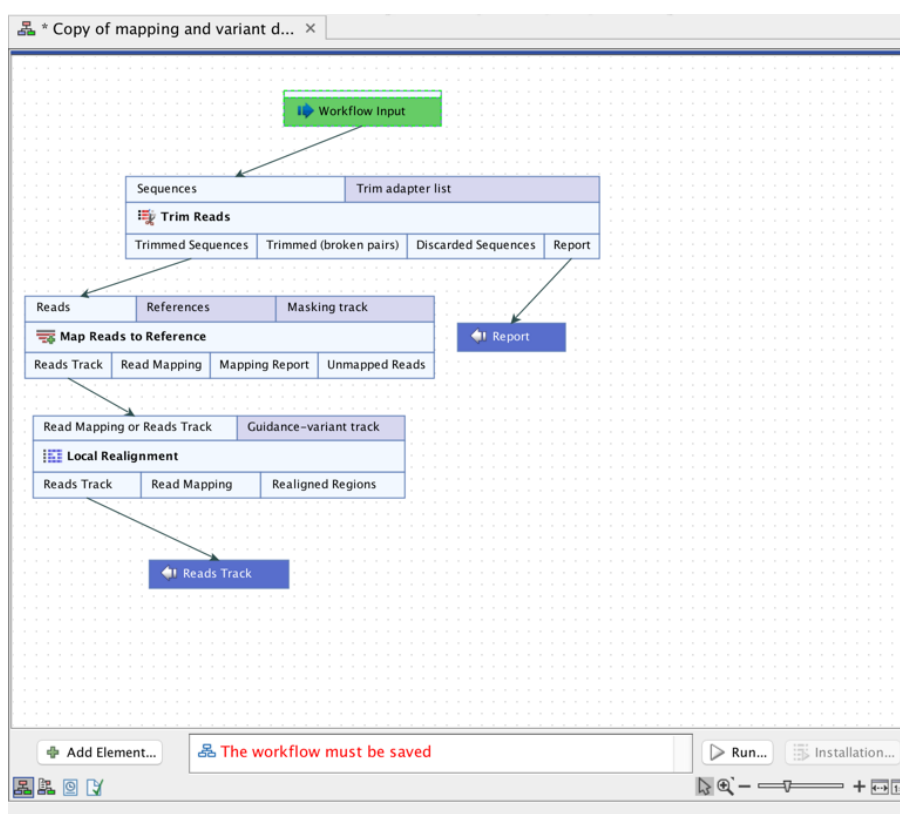 * Copy of mapping and variant d... ×
Workflow Input
Sequences Trim adapter list
Trim Reads
Trimmed Sequences Trimmed (broken pairs) Discarded Sequences Report
Reads References Masking track
Map Reads to Reference
Report
Reads Track Read Mapping Mapping Report Unmapped Reads
Read Mapping or Reads Track Guidance-variant track
Local Realignment
Reads Track Read Mapping Realigned Regions
Reads Track
Add Element... The workflow must be saved Run... Installation...